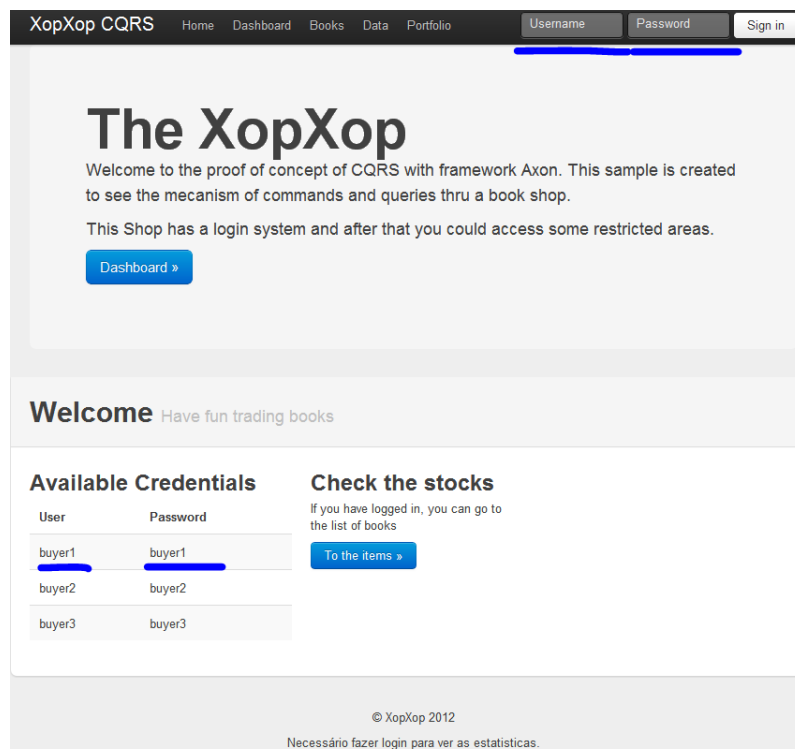 XopXop CQRS Home Dashboard Books Data Portfolio Username Password Sign in
The XopXop
Welcome to the proof of concept of CQRS with framework Axon. This sample is created
to see the mecanism of commands and queries thru a book shop.
This Shop has a login system and after that you could access some restricted areas.
Dashboard »
Welcome Have fun trading books
Available Credentials
User Password
buyer1 buyer1
buyer2 buyer2
buyer3 buyer3
Check the stocks
If you have logged in, you can go to
the list of books
To the items »
© XopXop 2012
Necessário fazer login para ver as estatisticas.